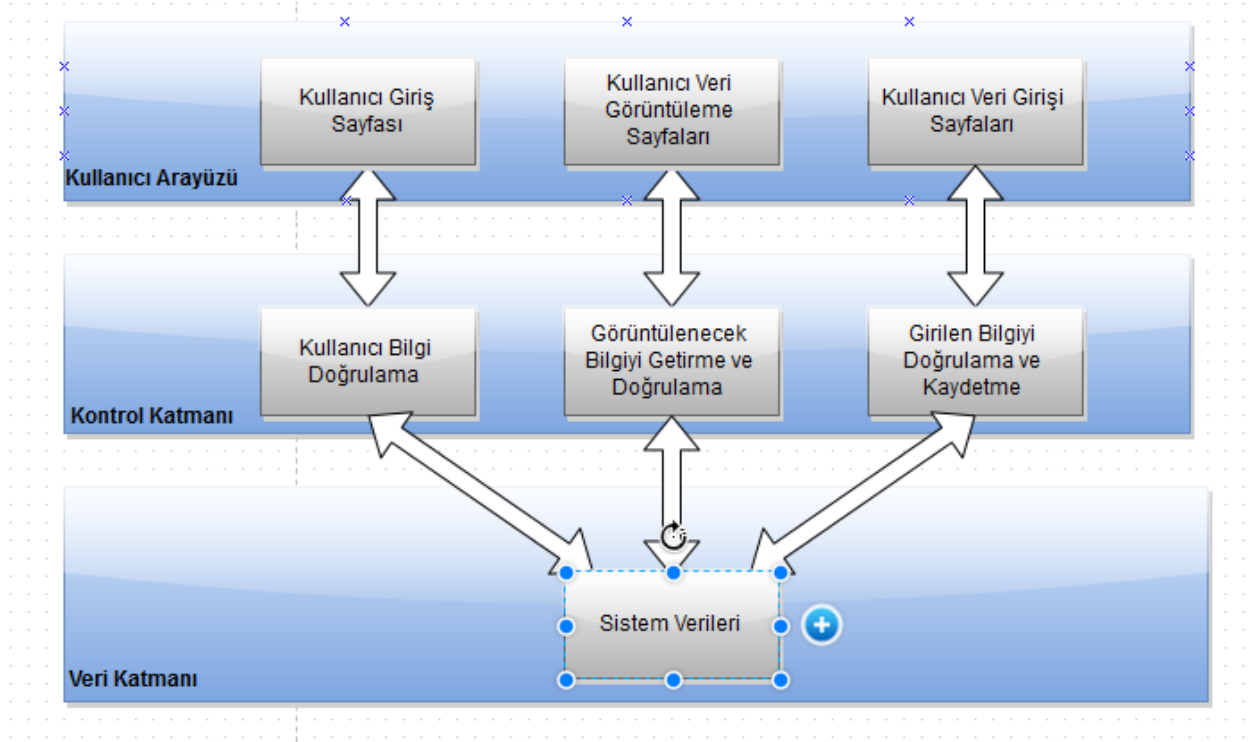 Kullanıcı Giriş
Sayfası
Kullanıcı Veri
Görüntüleme
Sayfaları
Kullanıcı Veri Girişi
Sayfaları
Kullanıcı Arayüzü
Kullanıcı Bilgi
Doğrulama
Görüntülenecek
Bilgiyi Getirme ve
Doğrulama
Girilen Bilgiyi
Doğrulama ve
Kaydetme
Kontrol Katmanı
Sistem Verileri
Veri Katmanı